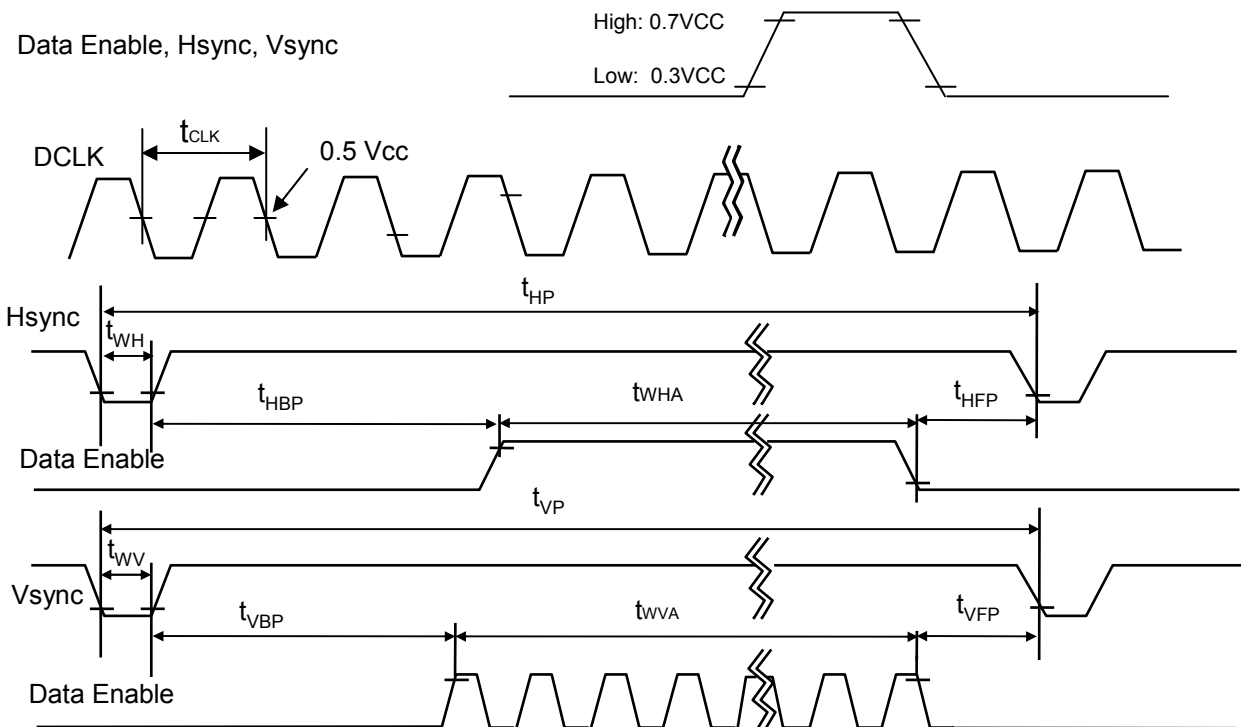 High: 0.7VCC
Data Enable, Hsync, Vsync
Low: 0.3VCC
tCLK
DCLK
0.5 Vcc
tHP
Hsync
tWH
tHBP
tWHA
tHFP
Data Enable
tVP
tWV
Vsync
tVBP
tWVA
tVFP
Data Enable